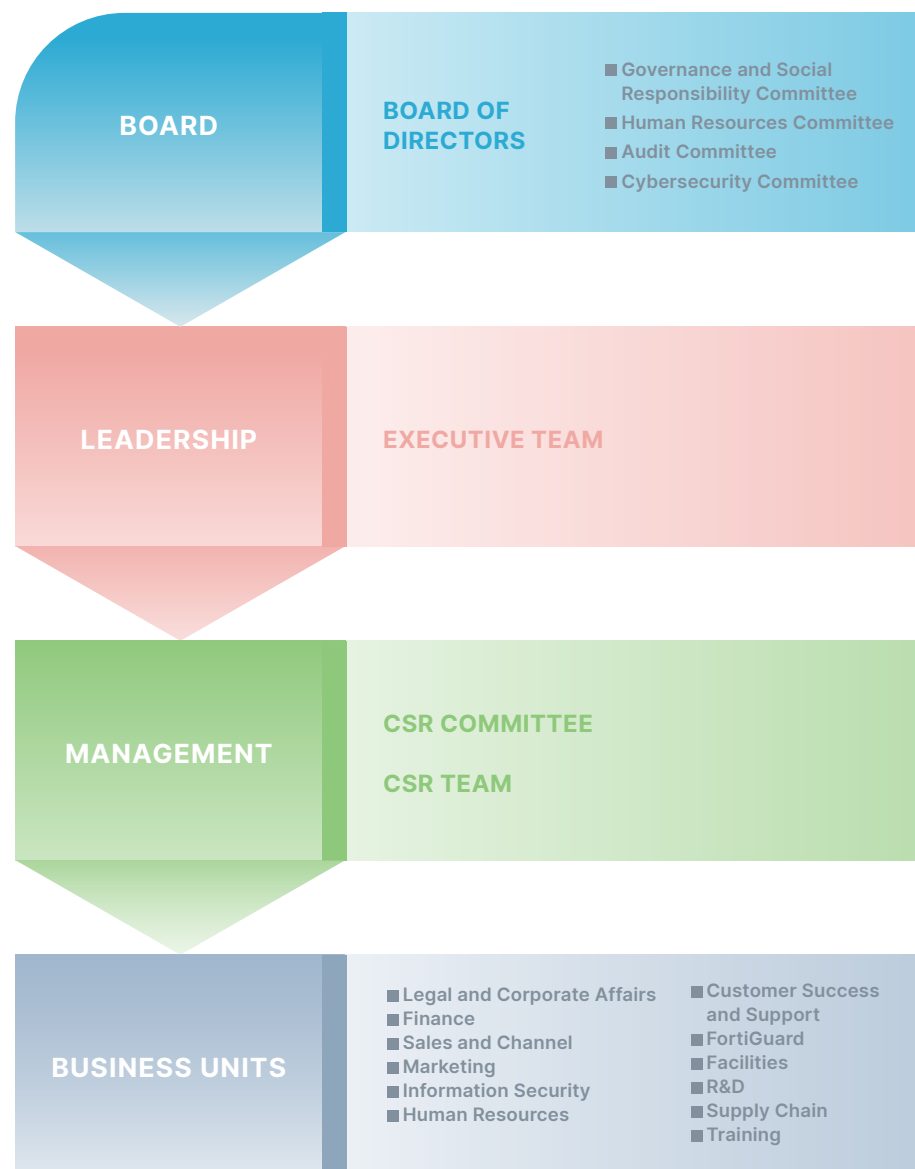 BOARD
BOARD OF
DIRECTORS
Governance and Social
Responsibility Committee
Human Resources Committee
Audit Committee
Cybersecurity Committee
LEADERSHIP
EXECUTIVE TEAM
MANAGEMENT
CSR COMMITTEE
CSR TEAM
BUSINESS UNITS
Legal and Corporate Affairs
Finance
Sales and Channel
Marketing
Information Security
Human Resources
Customer Success
and Support
FortiGuard
Facilities
R&D
Supply Chain
Training